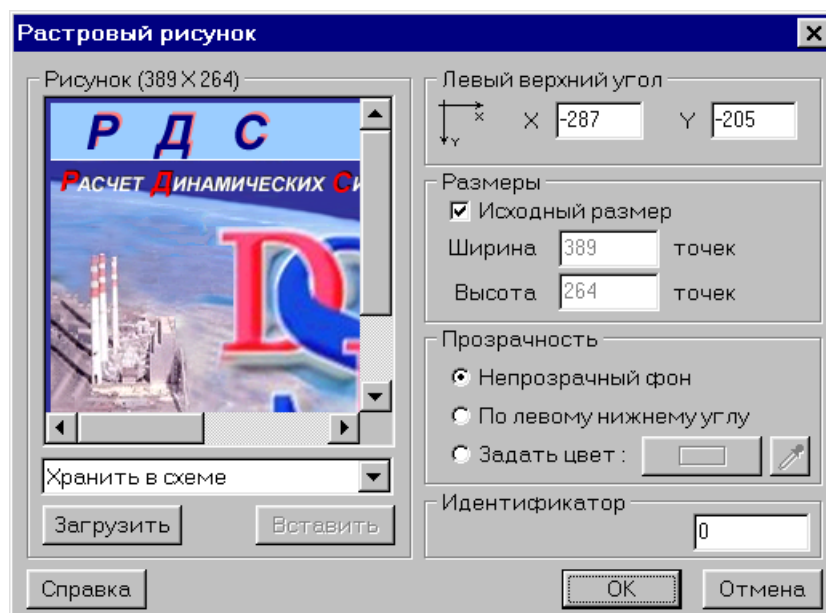 Растровый рисунок
Рисунок (389 X 264)
Р Д С
РАСЧЕТ ДИНАМИЧЕСКИХ
Хранить в схеме
Загрузить Вставить
Левый верхний угол
X Y X -287 Y -205
Размеры
Исходный размер
Ширина 389 точек
Высота 264 точек
Прозрачность
Непрозрачный фон
По левому нижнему углу
Задать цвет :
Идентификатор
0
Справка OK Отмена